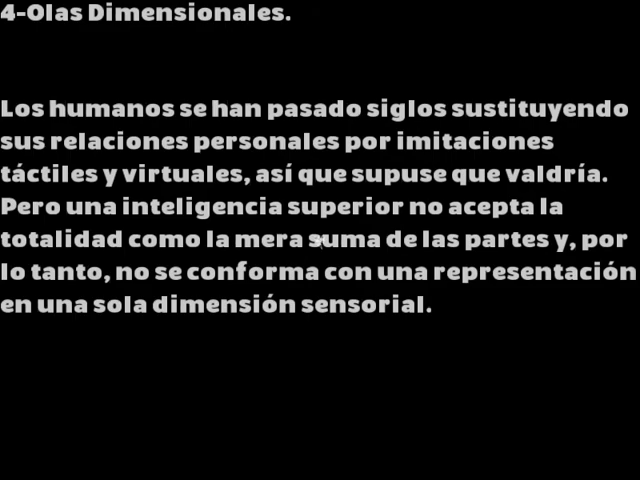 4-Olas Dimensionales.
Los humanos se han pasado siglos sustituyendo
sus relaciones personales por imitaciones
táctiles y virtuales, así que supuse que valdría.
Pero una inteligencia superior no acepta la
totalidad como la mera suma de las partes y, por
lo tanto, no se conforma con una representación
en una sola dimensión sensorial.